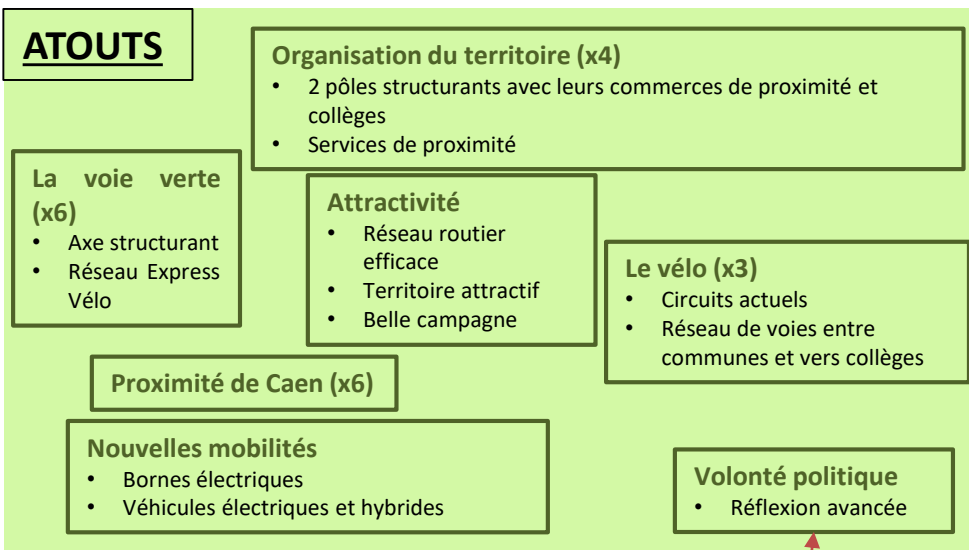 ATOUTS
Organisation du territoire (x4)
• 2 pôles structurants avec leurs commerces de proximité et
collèges
• Services de proximité
La voie verte
(x6)
• Axe structurant
• Réseau Express
Vélo
Attractivité
• Réseau routier
efficace
• Territoire attractif
• Belle campagne
Le vélo (x3)
• Circuits actuels
• Réseau de voies entre
communes et vers collèges
Proximité de Caen (x6)
Nouvelles mobilités
• Bornes électriques
• Véhicules électriques et hybrides
Volonté politique
• Réflexion avancée